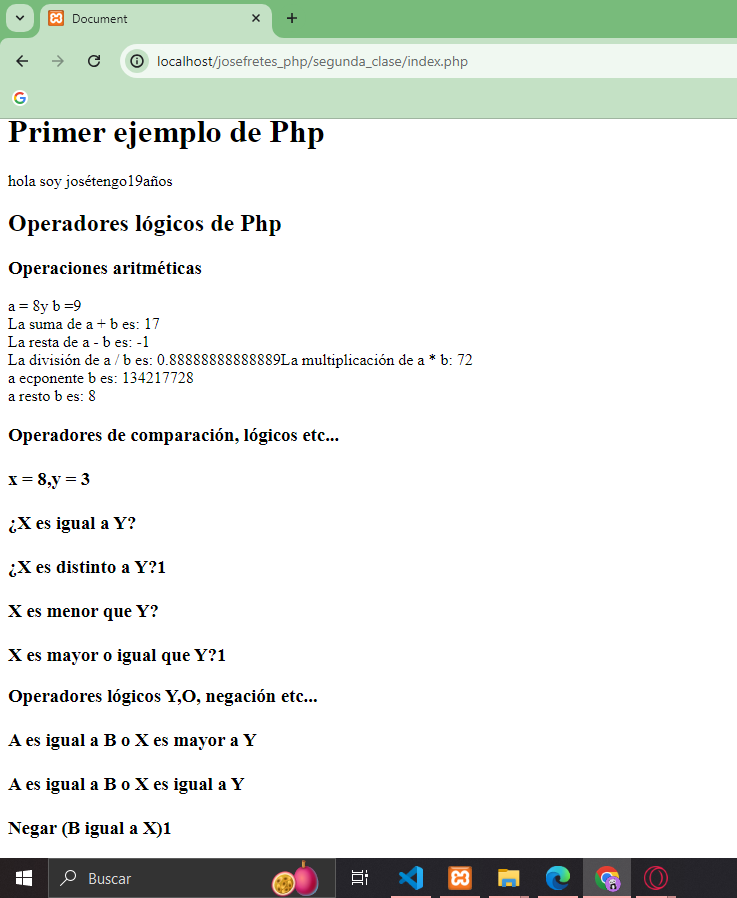 Document
localhost/josefretes_php/segunda_clase/index.php
Primer ejemplo de Php
hola soy josétengo19años
Operadores lógicos de Php
Operaciones aritméticas
a = 8y b =9
La suma de a + b es: 17
La resta de a - b es: -1
La división de a / b es: 0.88888888888889La multiplicación de a * b: 72
a ecponente b es: 134217728
a resto b es: 8
Operadores de comparación, lógicos etc...
x = 8,y = 3
¿X es igual a Y?
¿X es distinto a Y?1
X es menor que Y?
X es mayor o igual que Y?1
Operadores lógicos Y,O, negación etc...
A es igual a B o X es mayor a Y
A es igual a B o X es igual a Y
Negar (B igual a X)1
Buscar